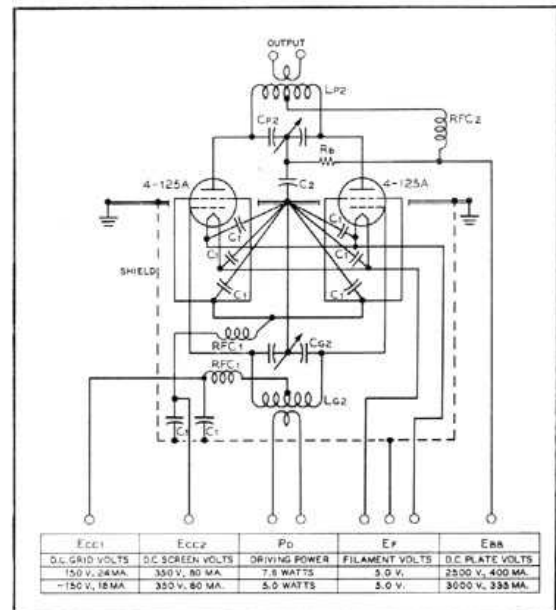 OUTPUT
LP2
CP2
RFC2
Rb
4-125A
C2
4-125A
C1
C1
C1
C1
SHIELD
C1
C1
RFC1
CG2
RFC1
LG2
C1
C1
ECC1 ECC2 PD EF EBB
D.C. GRID VOLTS D.C. SCREEN VOLTS DRIVING POWER FILAMENT VOLTS D.C. PLATE VOLTS
150 V, 24 MA. 350 V, 80 MA. 7.8 WATTS 5.0 V. 2500 V, 400 MA.
-150 V, 18 MA. 350 V, 60 MA. 5.0 WATTS 5.0 V. 3000 V, 335 MA.